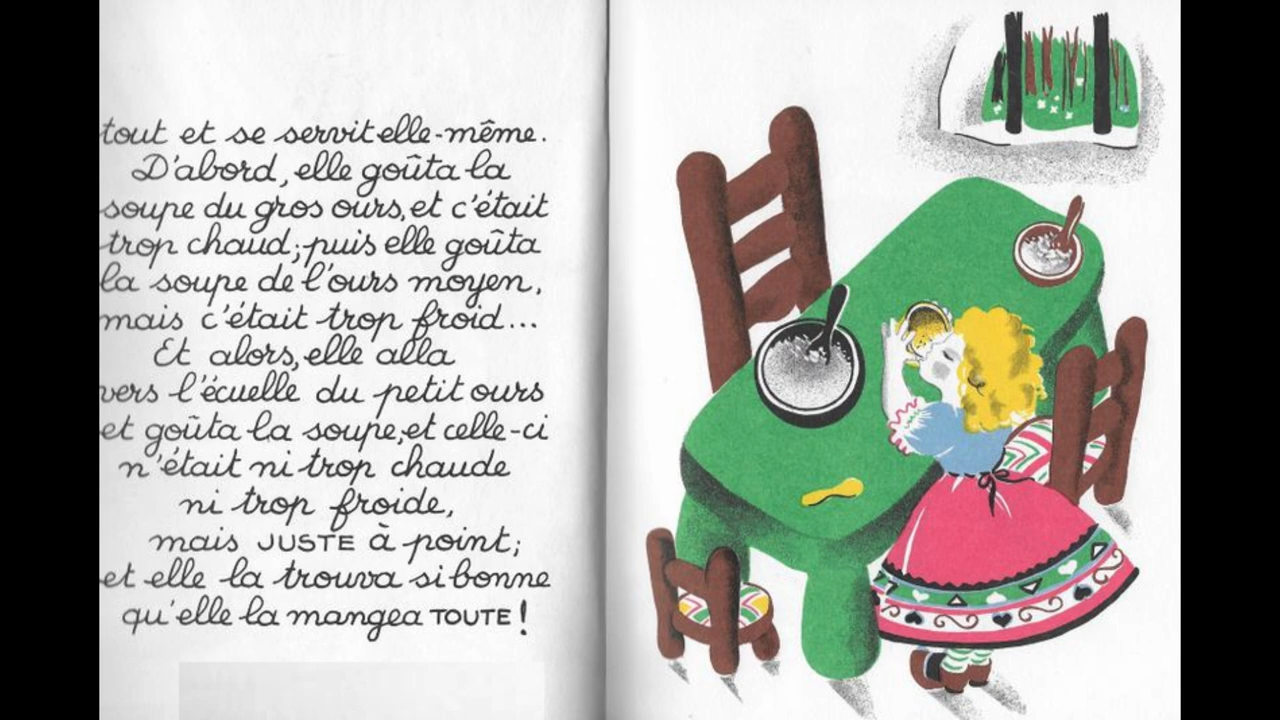 tout et se servit elle-même.
D'abord, elle goûta la
soupe du gros ours, et c'était
trop chaud; puis elle goûta
la soupe de l'ours moyen,
mais c'était trop froid...
Et alors, elle alla
vers l'écuelle du petit ours
et goûta la soupe, et celle-ci
n'était ni trop chaude
ni trop froide,
mais JUSTE à point;
et elle la trouva si bonne
qu'elle la mangea TOUTE!